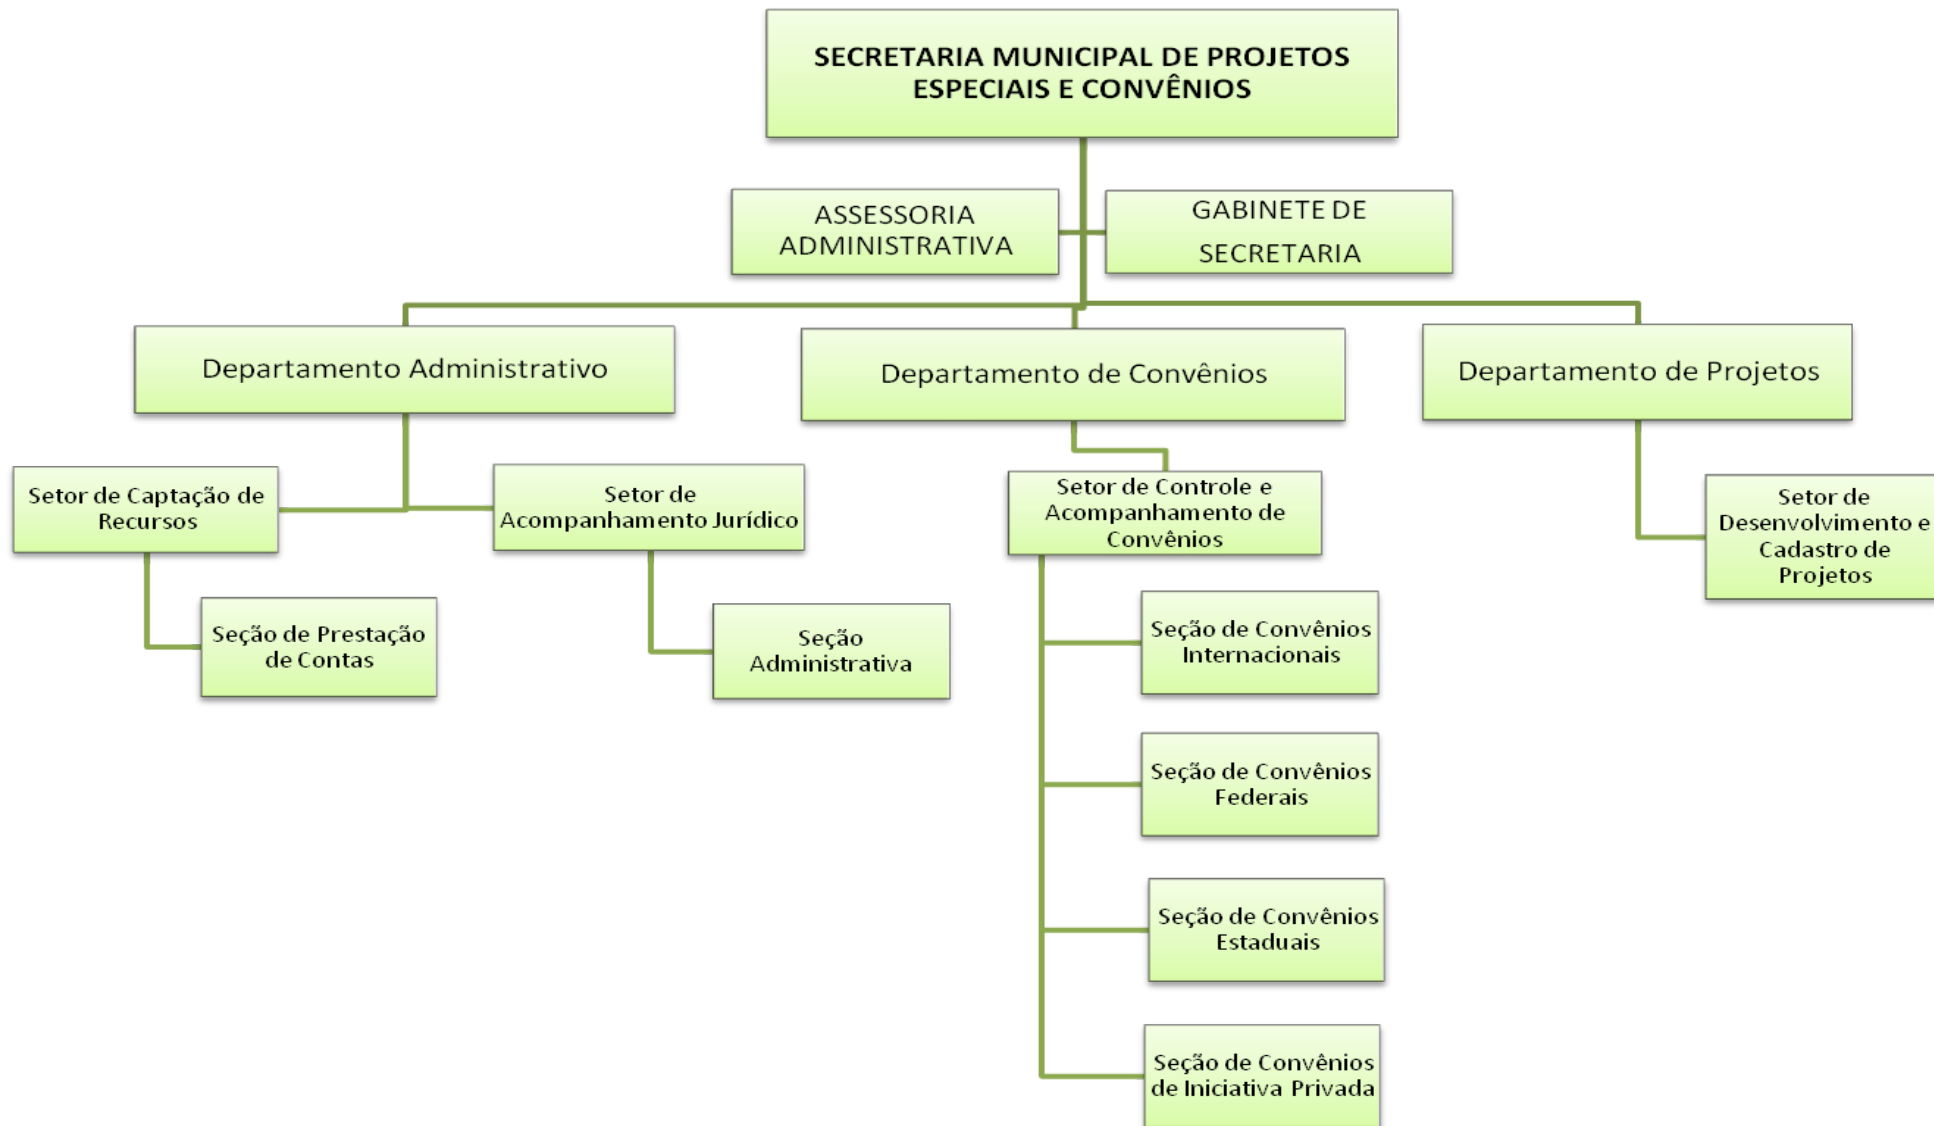 SECRETARIA MUNICIPAL DE PROJETOS
ESPECIAIS E CONVÊNIOS
ASSESSORIA
ADMINISTRATIVA
GABINETE DE
SECRETARIA
Departamento Administrativo
Departamento de Convênios
Departamento de Projetos
Setor de Captação de
Recursos
Setor de
Acompanhamento Jurídico
Setor de Controle e
Acompanhamento de
Convênios
Setor de
Desenvolvimento e
Cadastro de
Projetos
Seção de Prestação
de Contas
Seção
Administrativa
Seção de Convênios
Internacionais
Seção de Convênios
Federais
Seção de Convênios
Estaduais
Seção de Convênios
de Iniciativa Privada